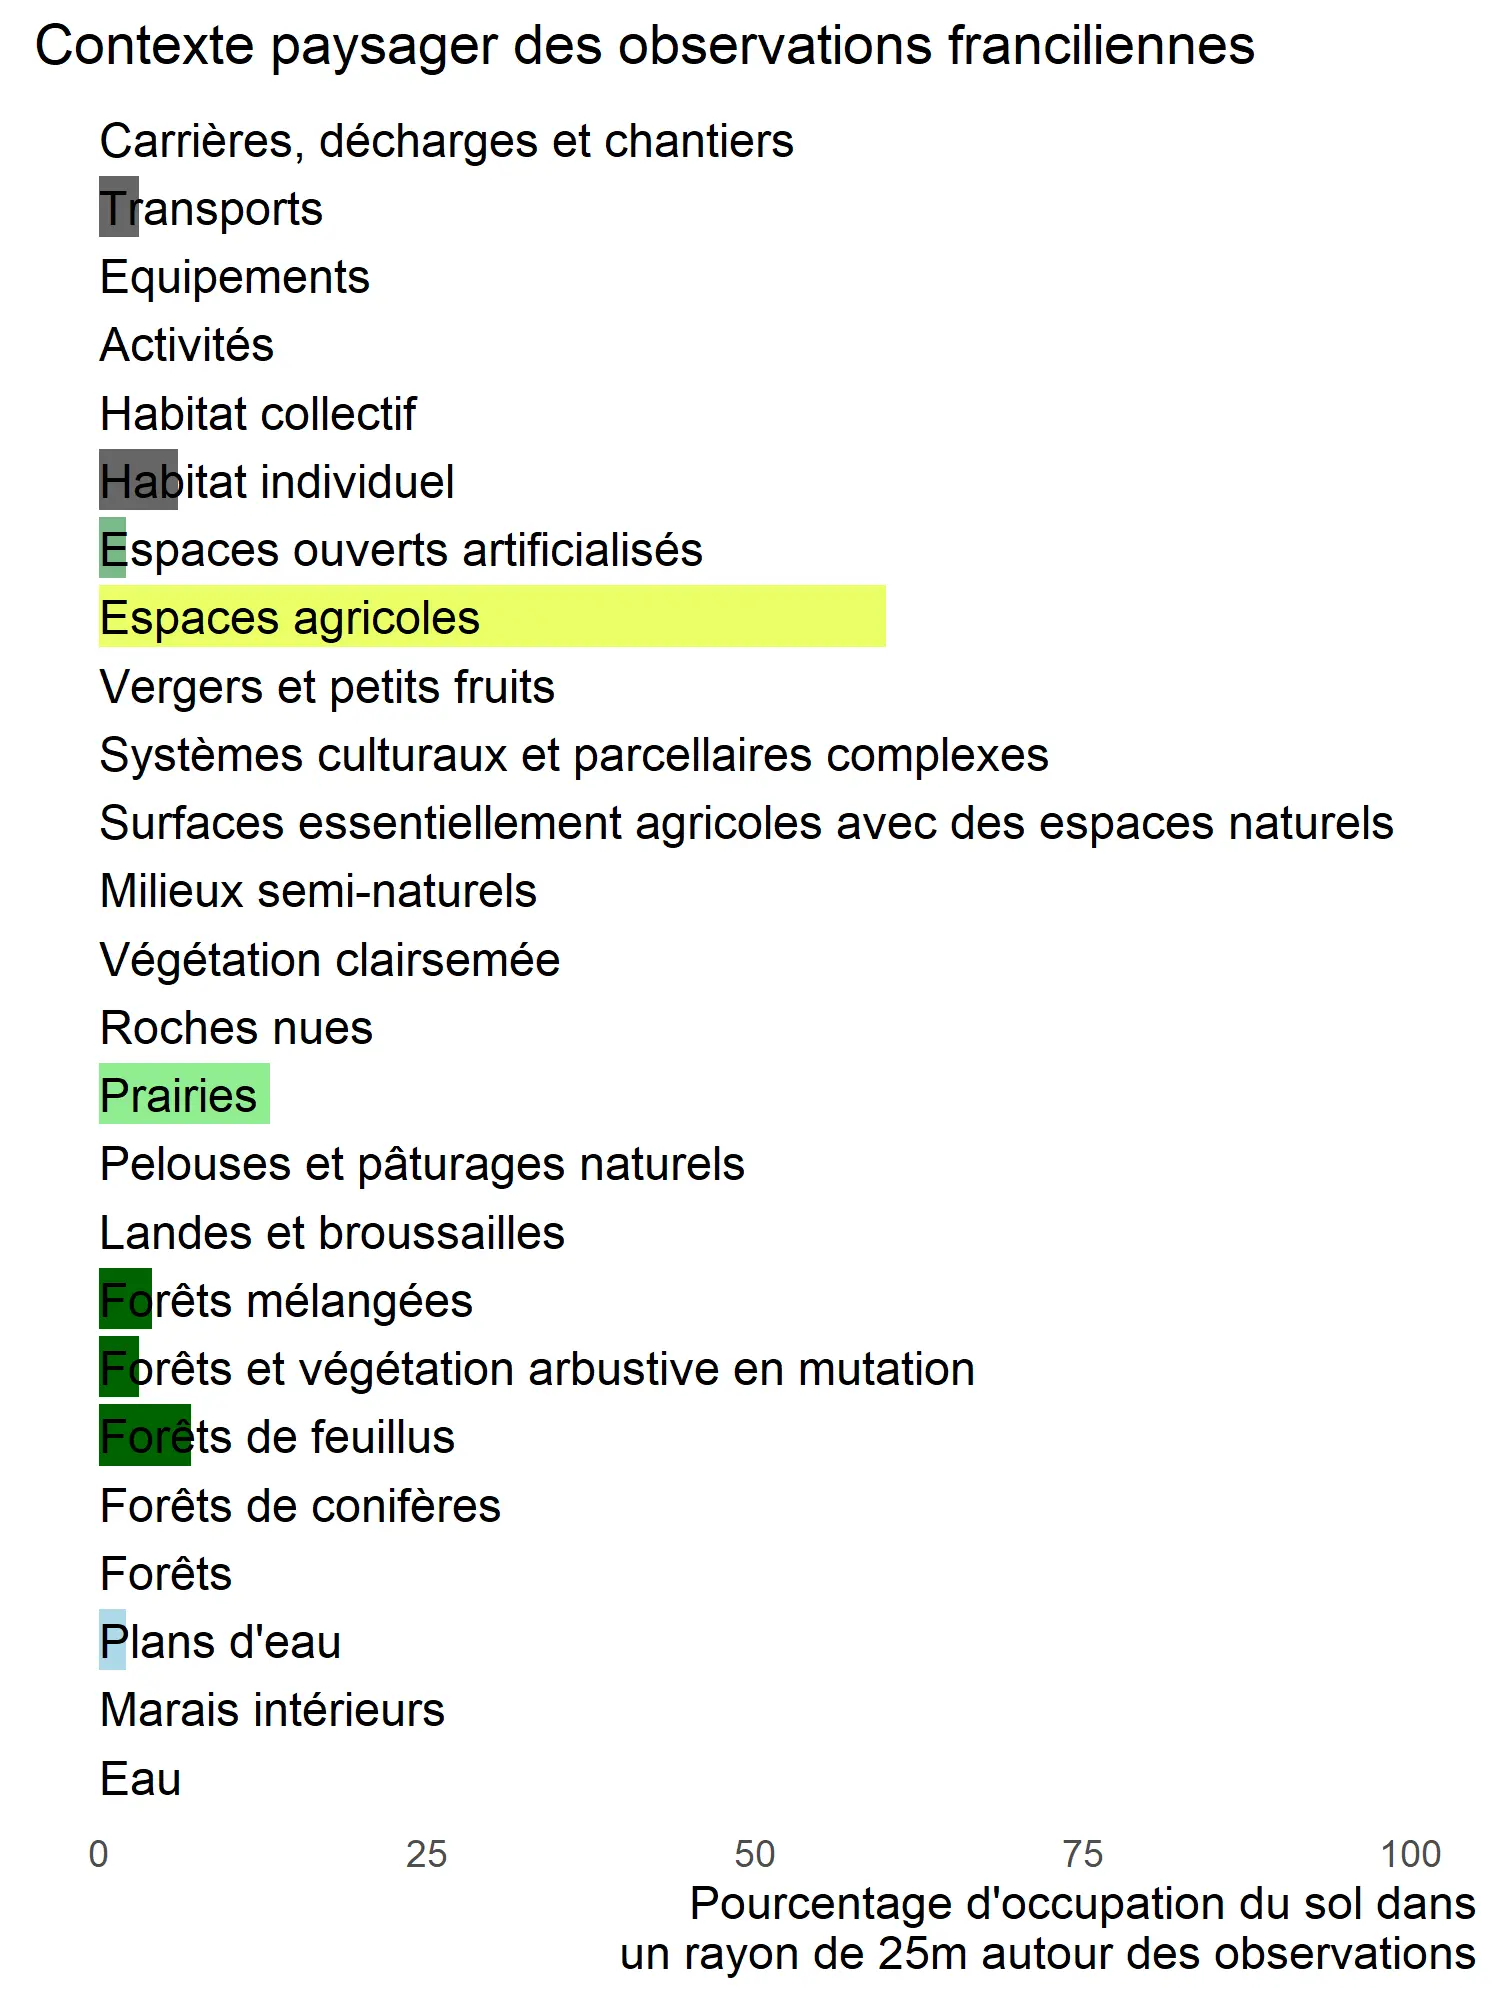 Contexte paysager des observations franciliennes
Carrières, décharges et chantiers
Transports
Equipements
Activités
Habitat collectif
Habitat individuel
Espaces ouverts artificialisés
Espaces agricoles
Vergers et petits fruits
Systèmes culturaux et parcellaires complexes
Surfaces essentiellement agricoles avec des espaces naturels
Milieux semi-naturels
Végétation clairsemée
Roches nues
Prairies
Pelouses et pâturages naturels
Landes et broussailles
Forêts mélangées
Forêts et végétation arbustive en mutation
Forêts de feuillus
Forêts de conifères
Forêts
Plans d'eau
Marais intérieurs
Eau
0 25 50 75 100
Pourcentage d'occupation du sol dans
un rayon de 25m autour des observations